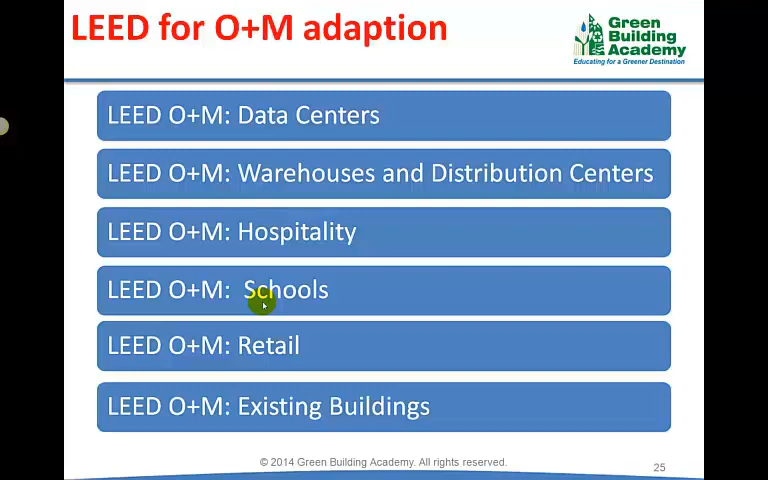 LEED for O+M adaption
Green
Building
Academy
Educating for a Greener Destination
LEED O+M: Data Centers
LEED O+M: Warehouses and Distribution Centers
LEED O+M: Hospitality
LEED O+M: Schools
LEED O+M: Retail
LEED O+M: Existing Buildings
© 2014 Green Building Academy. All rights reserved.
25